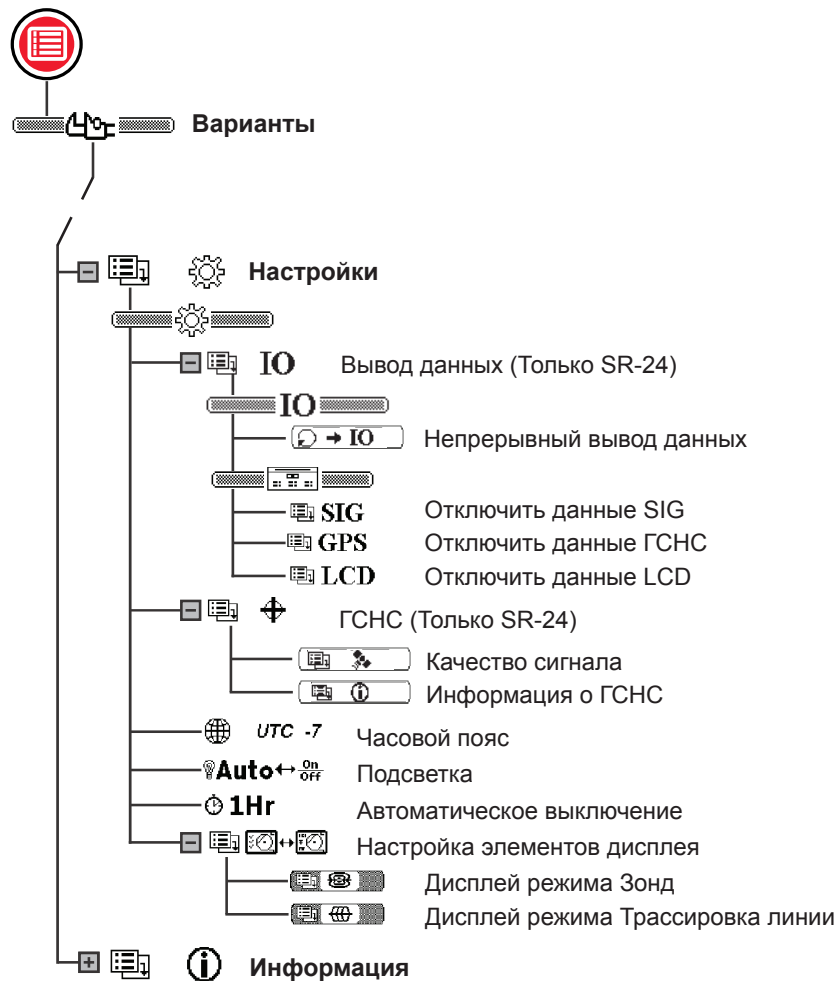 Варианты
Настройки
IO Вывод данных (Только SR-24)
IO
IO Непрерывный вывод данных
SIG Отключить данные SIG
GPS Отключить данные ГСНС
LCD Отключить данные LCD
ГСНС (Только SR-24)
Качество сигнала
Информация о ГСНС
UTC -7 Часовой пояс
Auto On Off Подсветка
1Hr Автоматическое выключение
Настройка элементов дисплея
Дисплей режима Зонд
Дисплей режима Трассировка линии
Информация